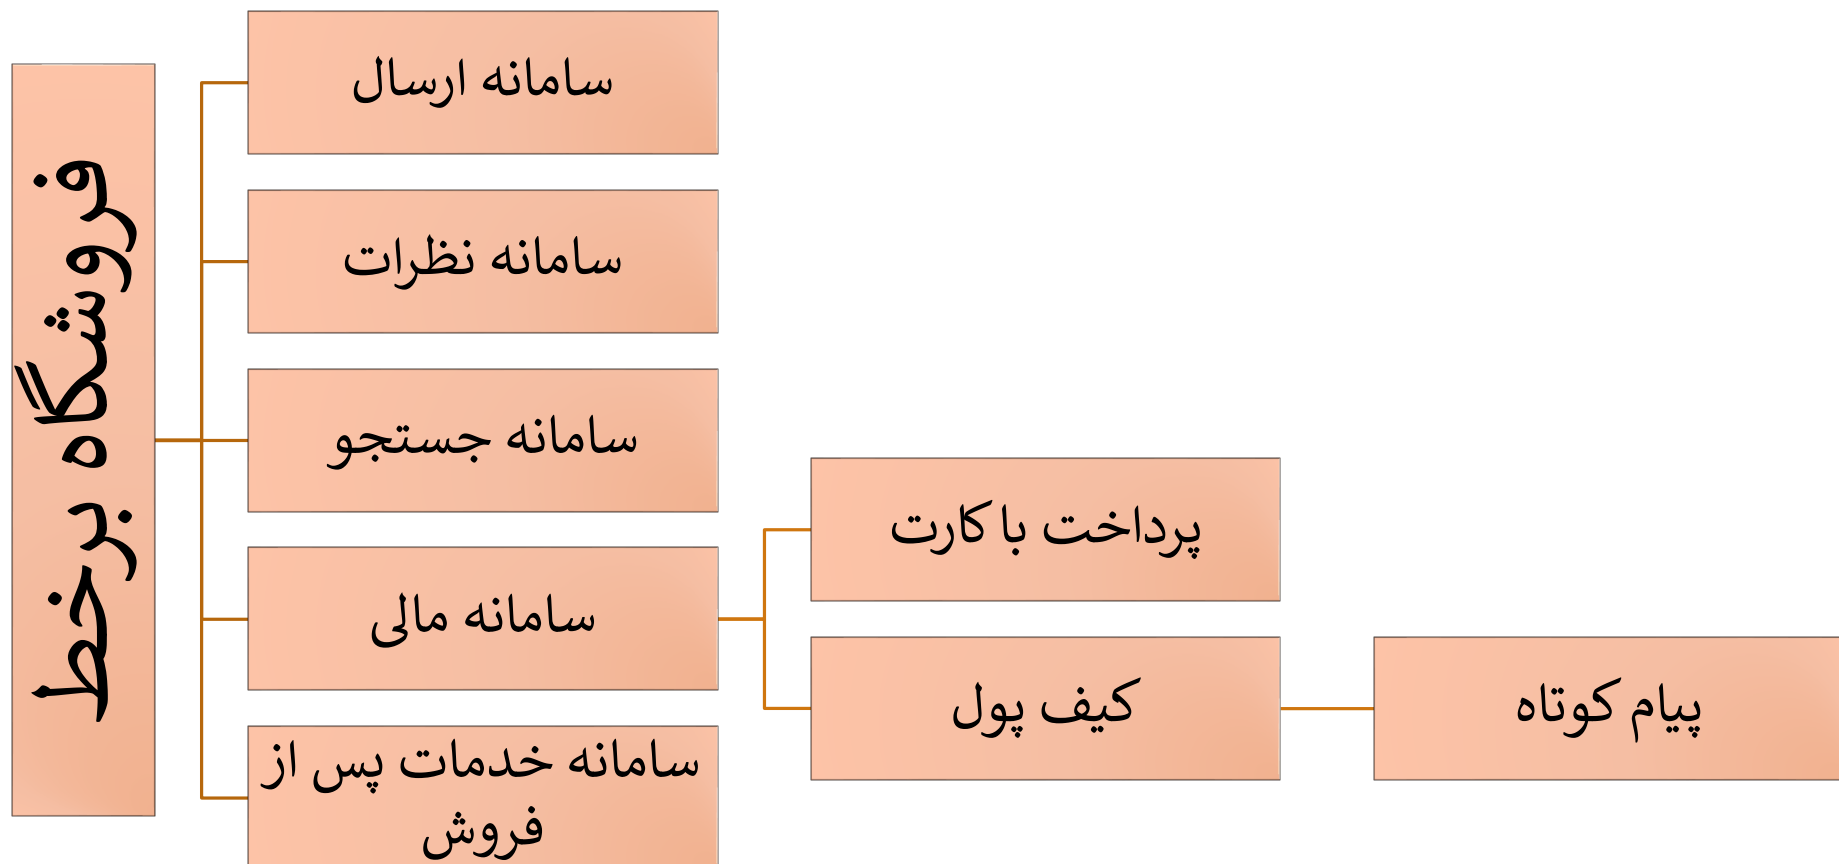 فروشگاه برخط
سامانه ارسال
سامانه نظرات
سامانه جستجو
سامانه مالی
پرداخت با کارت
کیف پول
پیام کوتاه
سامانه خدمات پس از
فروش